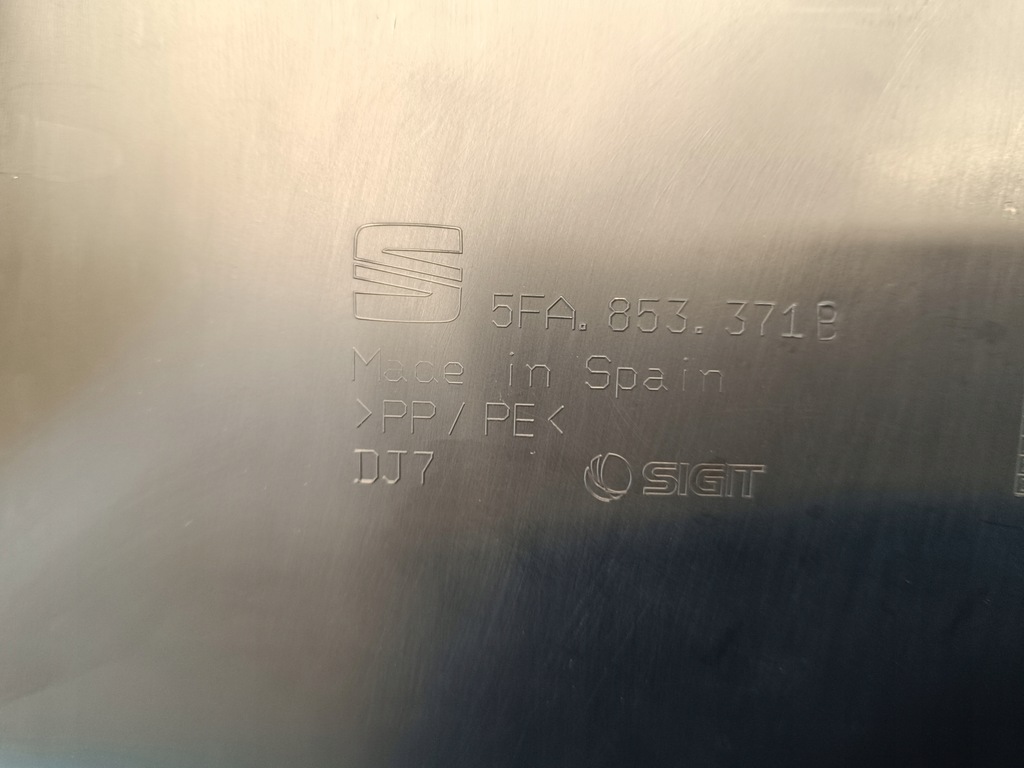 5FA.853.371B
Made in Spain
>PP/PE<
DJ7
SIGIT